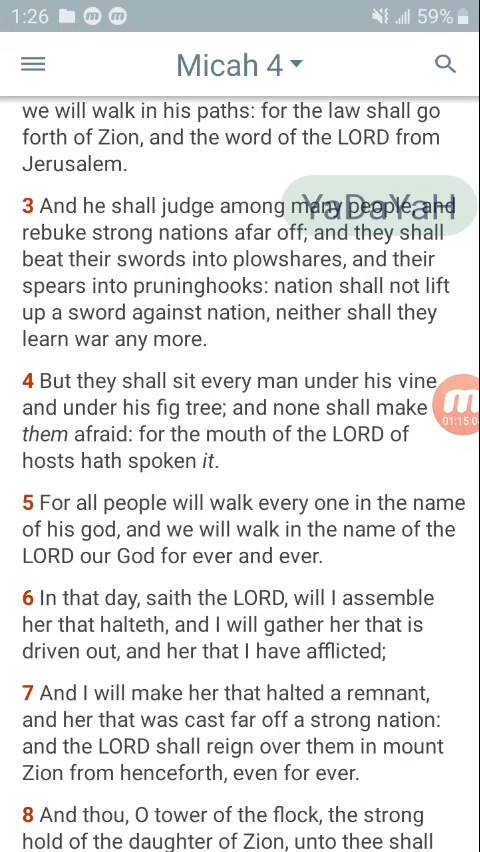 1:26
59%
Micah 4
we will walk in his paths: for the law shall go
forth of Zion, and the word of the LORD from
Jerusalem.
3 And he shall judge among many people, and
YaDaYaH
rebuke strong nations afar off; and they shall
beat their swords into plowshares, and their
spears into pruninghooks: nation shall not lift
up a sword against nation, neither shall they
learn war any more.
4 But they shall sit every man under his vine
and under his fig tree; and none shall make
them afraid: for the mouth of the LORD of
hosts hath spoken it.
5 For all people will walk every one in the name
of his god, and we will walk in the name of the
LORD our God for ever and ever.
6 In that day, saith the LORD, will I assemble
her that halteth, and I will gather her that is
driven out, and her that I have afflicted;
7 And I will make her that halted a remnant,
and her that was cast far off a strong nation:
and the LORD shall reign over them in mount
Zion from henceforth, even for ever.
8 And thou, O tower of the flock, the strong
hold of the daughter of Zion, unto thee shall